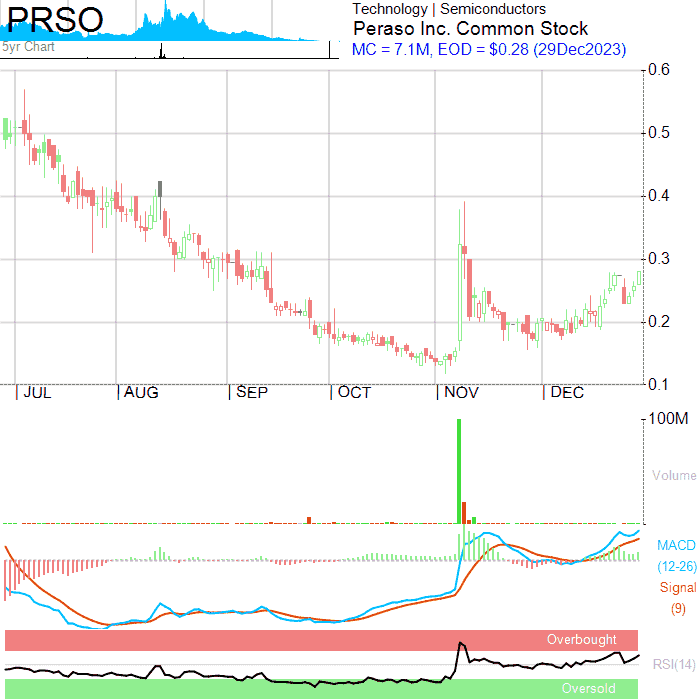 PRSO
5yr Chart
Technology | Semiconductors
Peraso Inc. Common Stock
MC = 7.1M, EOD = $0.28 (29Dec2023)
0.6
0.5
0.4
0.3
0.2
0.1
JUL AUG SEP OCT NOV DEC
100M
Volume
MACD
(12-26)
Signal
(9)
Overbought
RSI(14)
Oversold